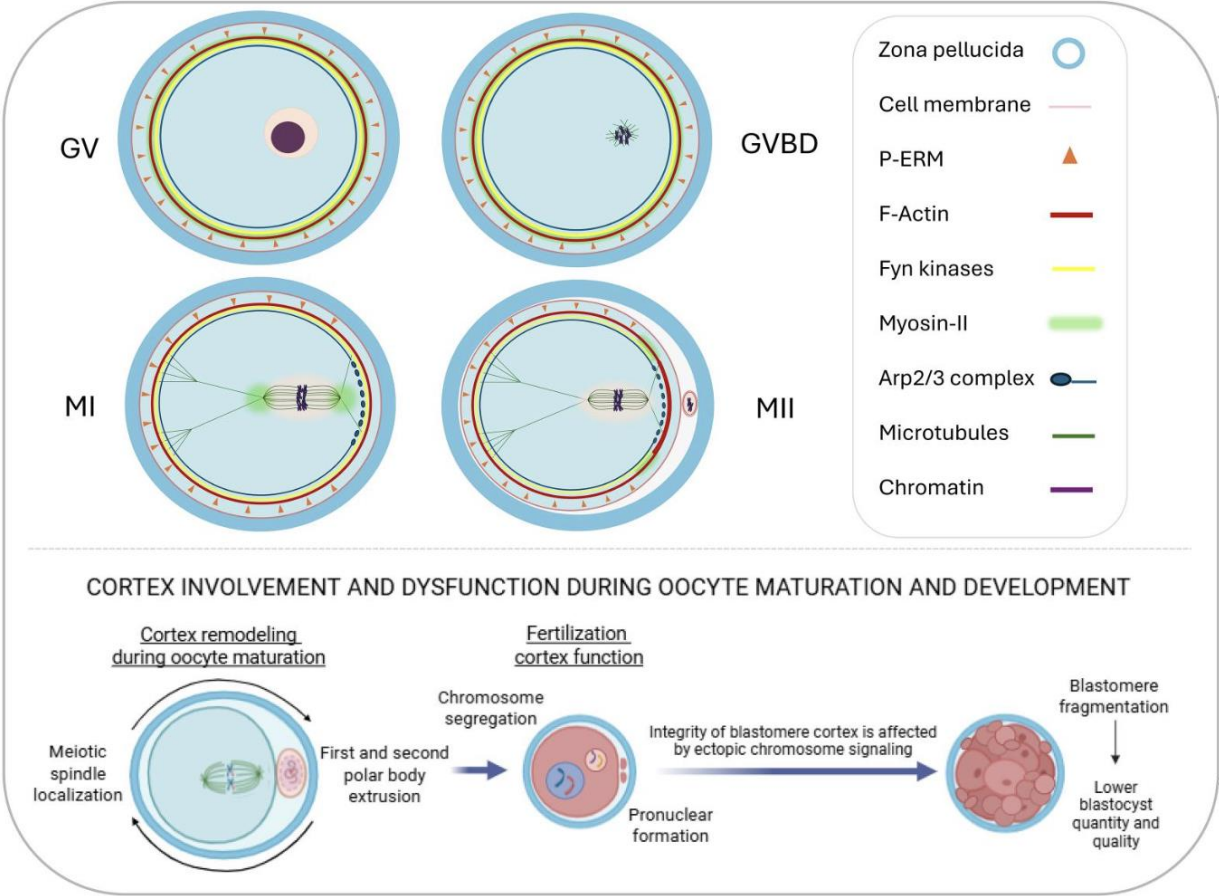 GV
GVBD
MI
MII
Zona pellucida
Cell membrane
P-ERM
F-Actin
Fyn kinases
Myosin-II
Arp2/3 complex
Microtubules
Chromatin
CORTEX INVOLVEMENT AND DYSFUNCTION DURING OOCYTE MATURATION AND DEVELOPMENT
Cortex remodeling
during oocyte maturation
Meiotic
spindle
localization
First and second
polar body
extrusion
Fertilization
cortex function
Chromosome
segregation
Pronuclear
formation
Integrity of blastomere cortex is affected
by ectopic chromosome signaling
Blastomere
fragmentation
Lower
blastocyst
quantity and
quality